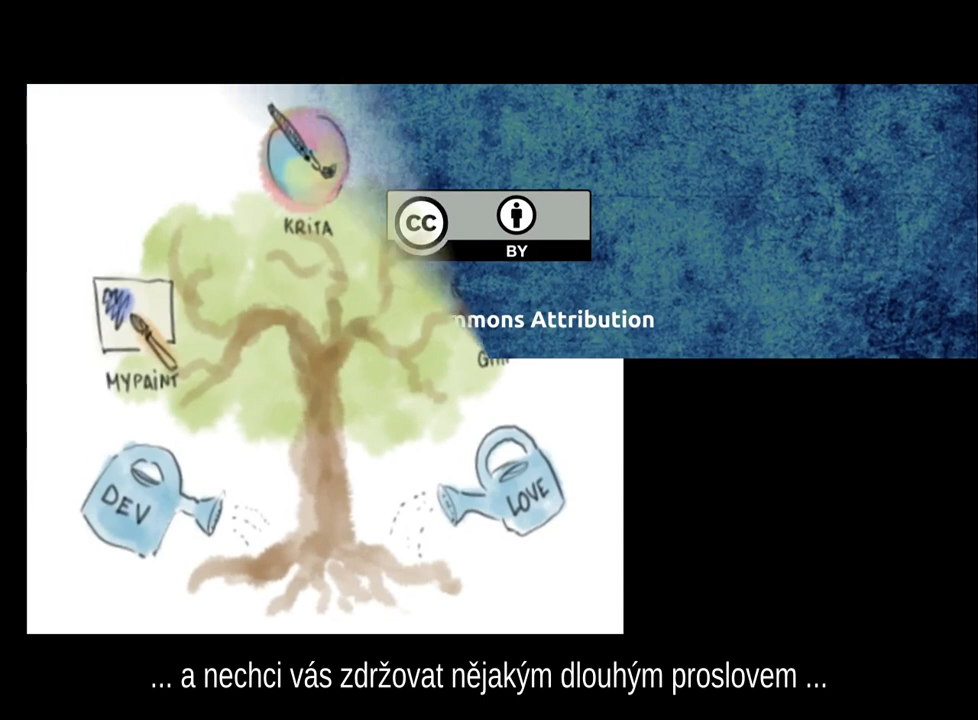 KRiTA
CC
BY
mmons Attribution
MYPAiNT
DEV
LOVE
... a nechci vás zdržovat nějakým dlouhým proslovem ...